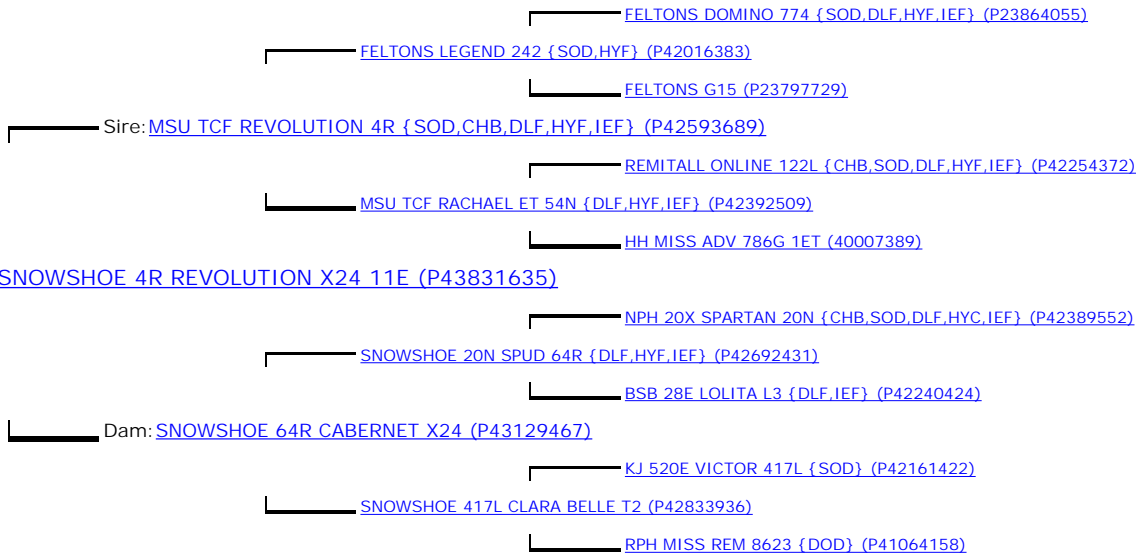 FELTONS DOMINO 774 {SOD,DLF,HYF,IEF} (P23864055)
FELTONS LEGEND 242 {SOD,HYF} (P42016383)
FELTONS G15 (P23797729)
Sire: MSU TCF REVOLUTION 4R {SOD,CHB,DLF,HYF,IEF} (P42593689)
REMITALL ONLINE 122L {CHB,SOD,DLF,HYF,IEF} (P42254372)
MSU TCF RACHAEL ET 54N {DLF,HYF,IEF} (P42392509)
HH MISS ADV 786G 1ET (40007389)
SNOWSHOE 4R REVOLUTION X24 11E (P43831635)
NPH 20X SPARTAN 20N {CHB,SOD,DLF,HYC,IEF} (P42389552)
SNOWSHOE 20N SPUD 64R {DLF,HYF,IEF} (P42692431)
BSB 28E LOLITA L3 {DLF,IEF} (P42240424)
Dam: SNOWSHOE 64R CABERNET X24 (P43129467)
KJ 520E VICTOR 417L {SOD} (P42161422)
SNOWSHOE 417L CLARA BELLE T2 (P42833936)
RPH MISS REM 8623 {DOD} (P41064158)